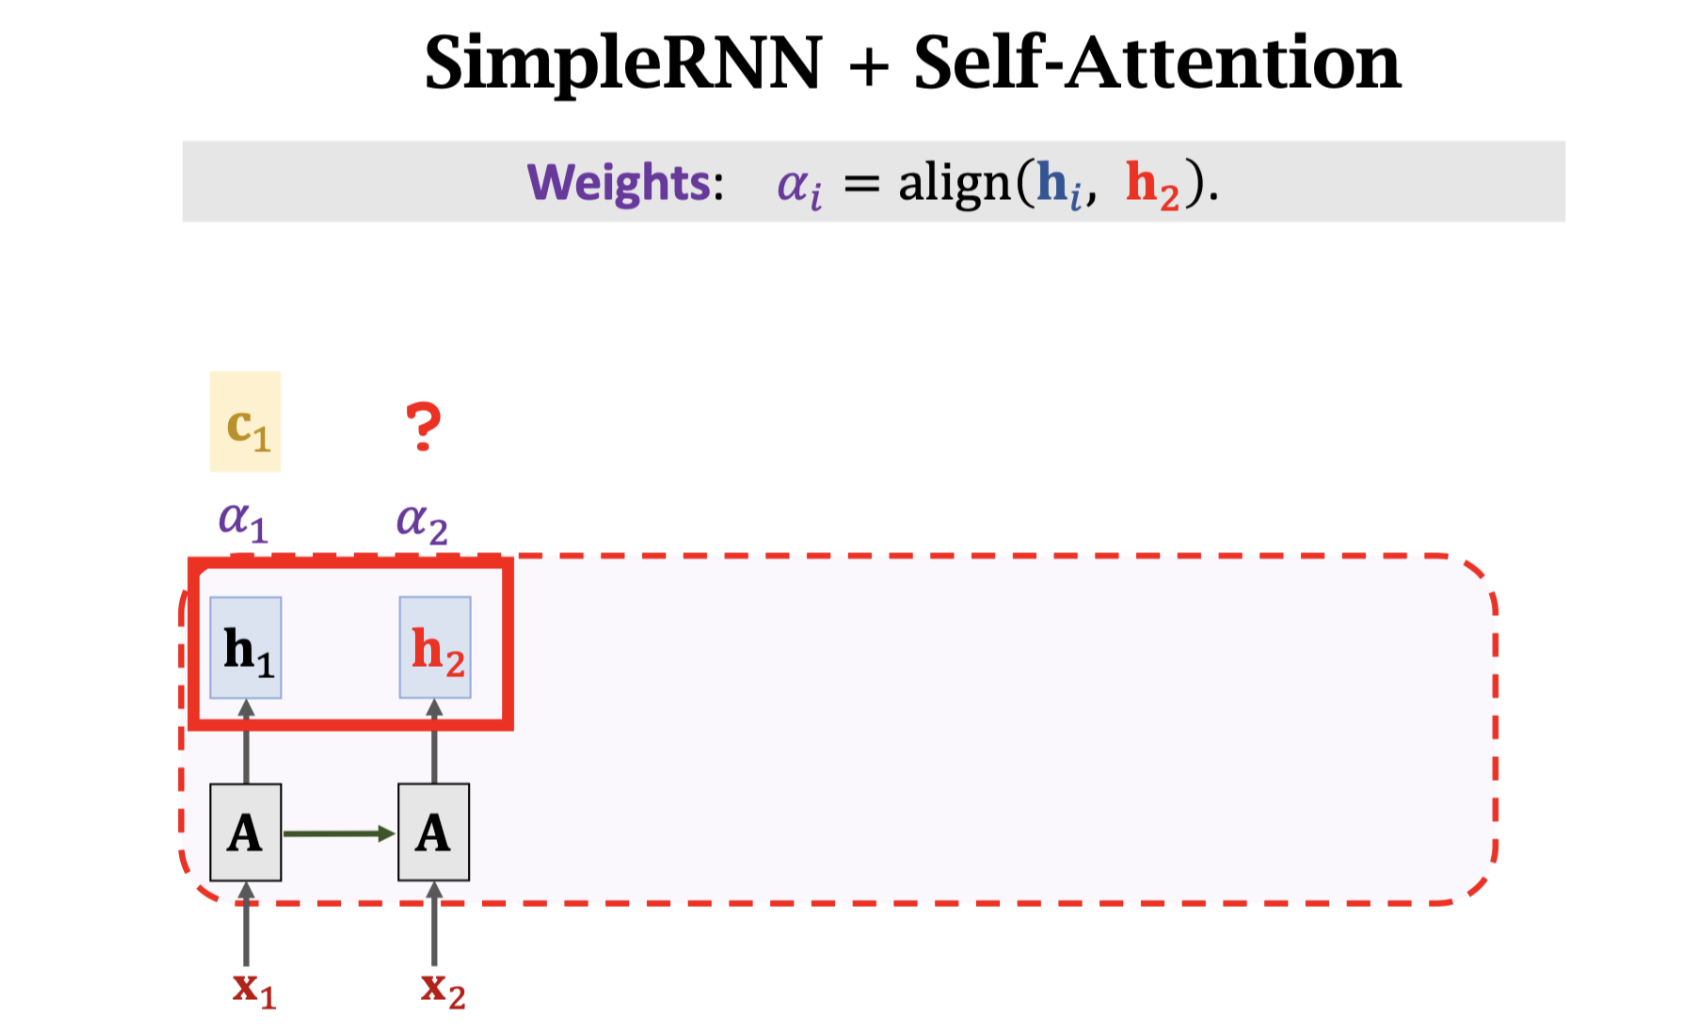 SimpleRNN + Self-Attention
Weights: αᵢ = align(hᵢ, h₂).
c₁ ?
α₁ α₂
h₁ h₂
A A
x₁ x₂